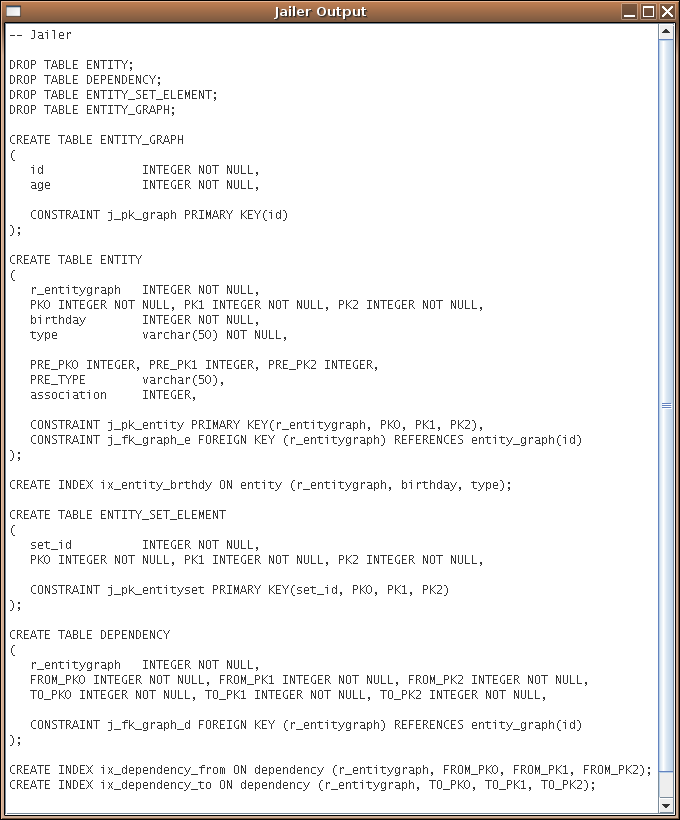 Jailer Output
-- Jailer
DROP TABLE ENTITY;
DROP TABLE DEPENDENCY;
DROP TABLE ENTITY_SET_ELEMENT;
DROP TABLE ENTITY_GRAPH;
CREATE TABLE ENTITY_GRAPH
(
   id              INTEGER NOT NULL,
   age             INTEGER NOT NULL,
   CONSTRAINT j_pk_graph PRIMARY KEY(id)
);
CREATE TABLE ENTITY
(
   r_entitygraph   INTEGER NOT NULL,
   PK0 INTEGER NOT NULL, PK1 INTEGER NOT NULL, PK2 INTEGER NOT NULL,
   birthday        INTEGER NOT NULL,
   type            varchar(50) NOT NULL,
   PRE_PK0 INTEGER, PRE_PK1 INTEGER, PRE_PK2 INTEGER,
   PRE_TYPE        varchar(50),
   association     INTEGER,
   CONSTRAINT j_pk_entity PRIMARY KEY(r_entitygraph, PK0, PK1, PK2),
   CONSTRAINT j_fk_graph_e FOREIGN KEY (r_entitygraph) REFERENCES entity_graph(id)
);
CREATE INDEX ix_entity_brthdy ON entity (r_entitygraph, birthday, type);
CREATE TABLE ENTITY_SET_ELEMENT
(
   set_id          INTEGER NOT NULL,
   PK0 INTEGER NOT NULL, PK1 INTEGER NOT NULL, PK2 INTEGER NOT NULL,
   CONSTRAINT j_pk_entityset PRIMARY KEY(set_id, PK0, PK1, PK2)
);
CREATE TABLE DEPENDENCY
(
   r_entitygraph   INTEGER NOT NULL,
   FROM_PK0 INTEGER NOT NULL, FROM_PK1 INTEGER NOT NULL, FROM_PK2 INTEGER NOT NULL,
   TO_PK0 INTEGER NOT NULL, TO_PK1 INTEGER NOT NULL, TO_PK2 INTEGER NOT NULL,
   CONSTRAINT j_fk_graph_d FOREIGN KEY (r_entitygraph) REFERENCES entity_graph(id)
);
CREATE INDEX ix_dependency_from ON dependency (r_entitygraph, FROM_PK0, FROM_PK1, FROM_PK2);
CREATE INDEX ix_dependency_to ON dependency (r_entitygraph, TO_PK0, TO_PK1, TO_PK2);